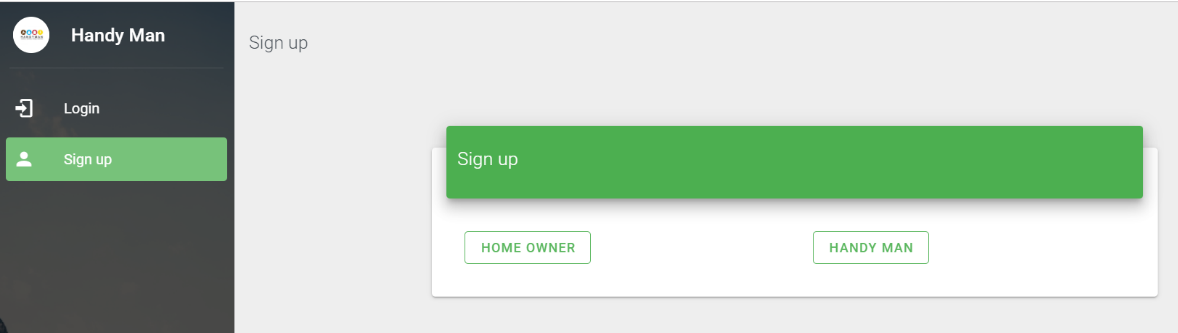 Handy Man
Sign up
Login
Sign up
Sign up
HOME OWNER
HANDY MAN